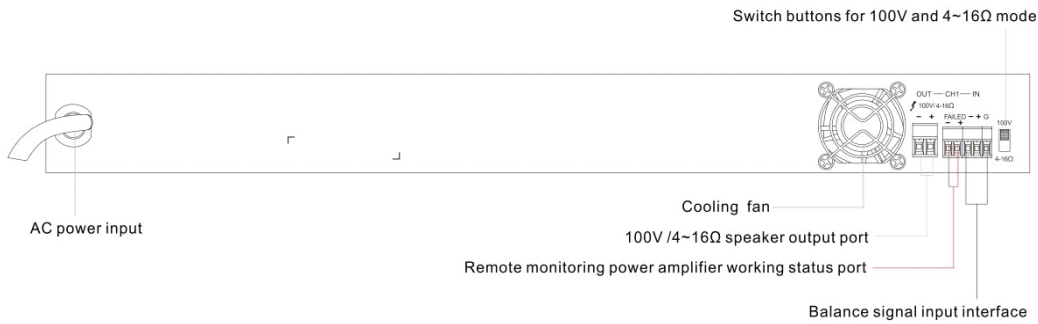 Switch buttons for 100V and 4~16Ω mode
OUT — CH1 — IN
100V/4-16Ω
FAILED - + G
- +
- +
100V
4-16Ω
Cooling fan
AC power input
100V /4~16Ω speaker output port
Remote monitoring power amplifier working status port
Balance signal input interface